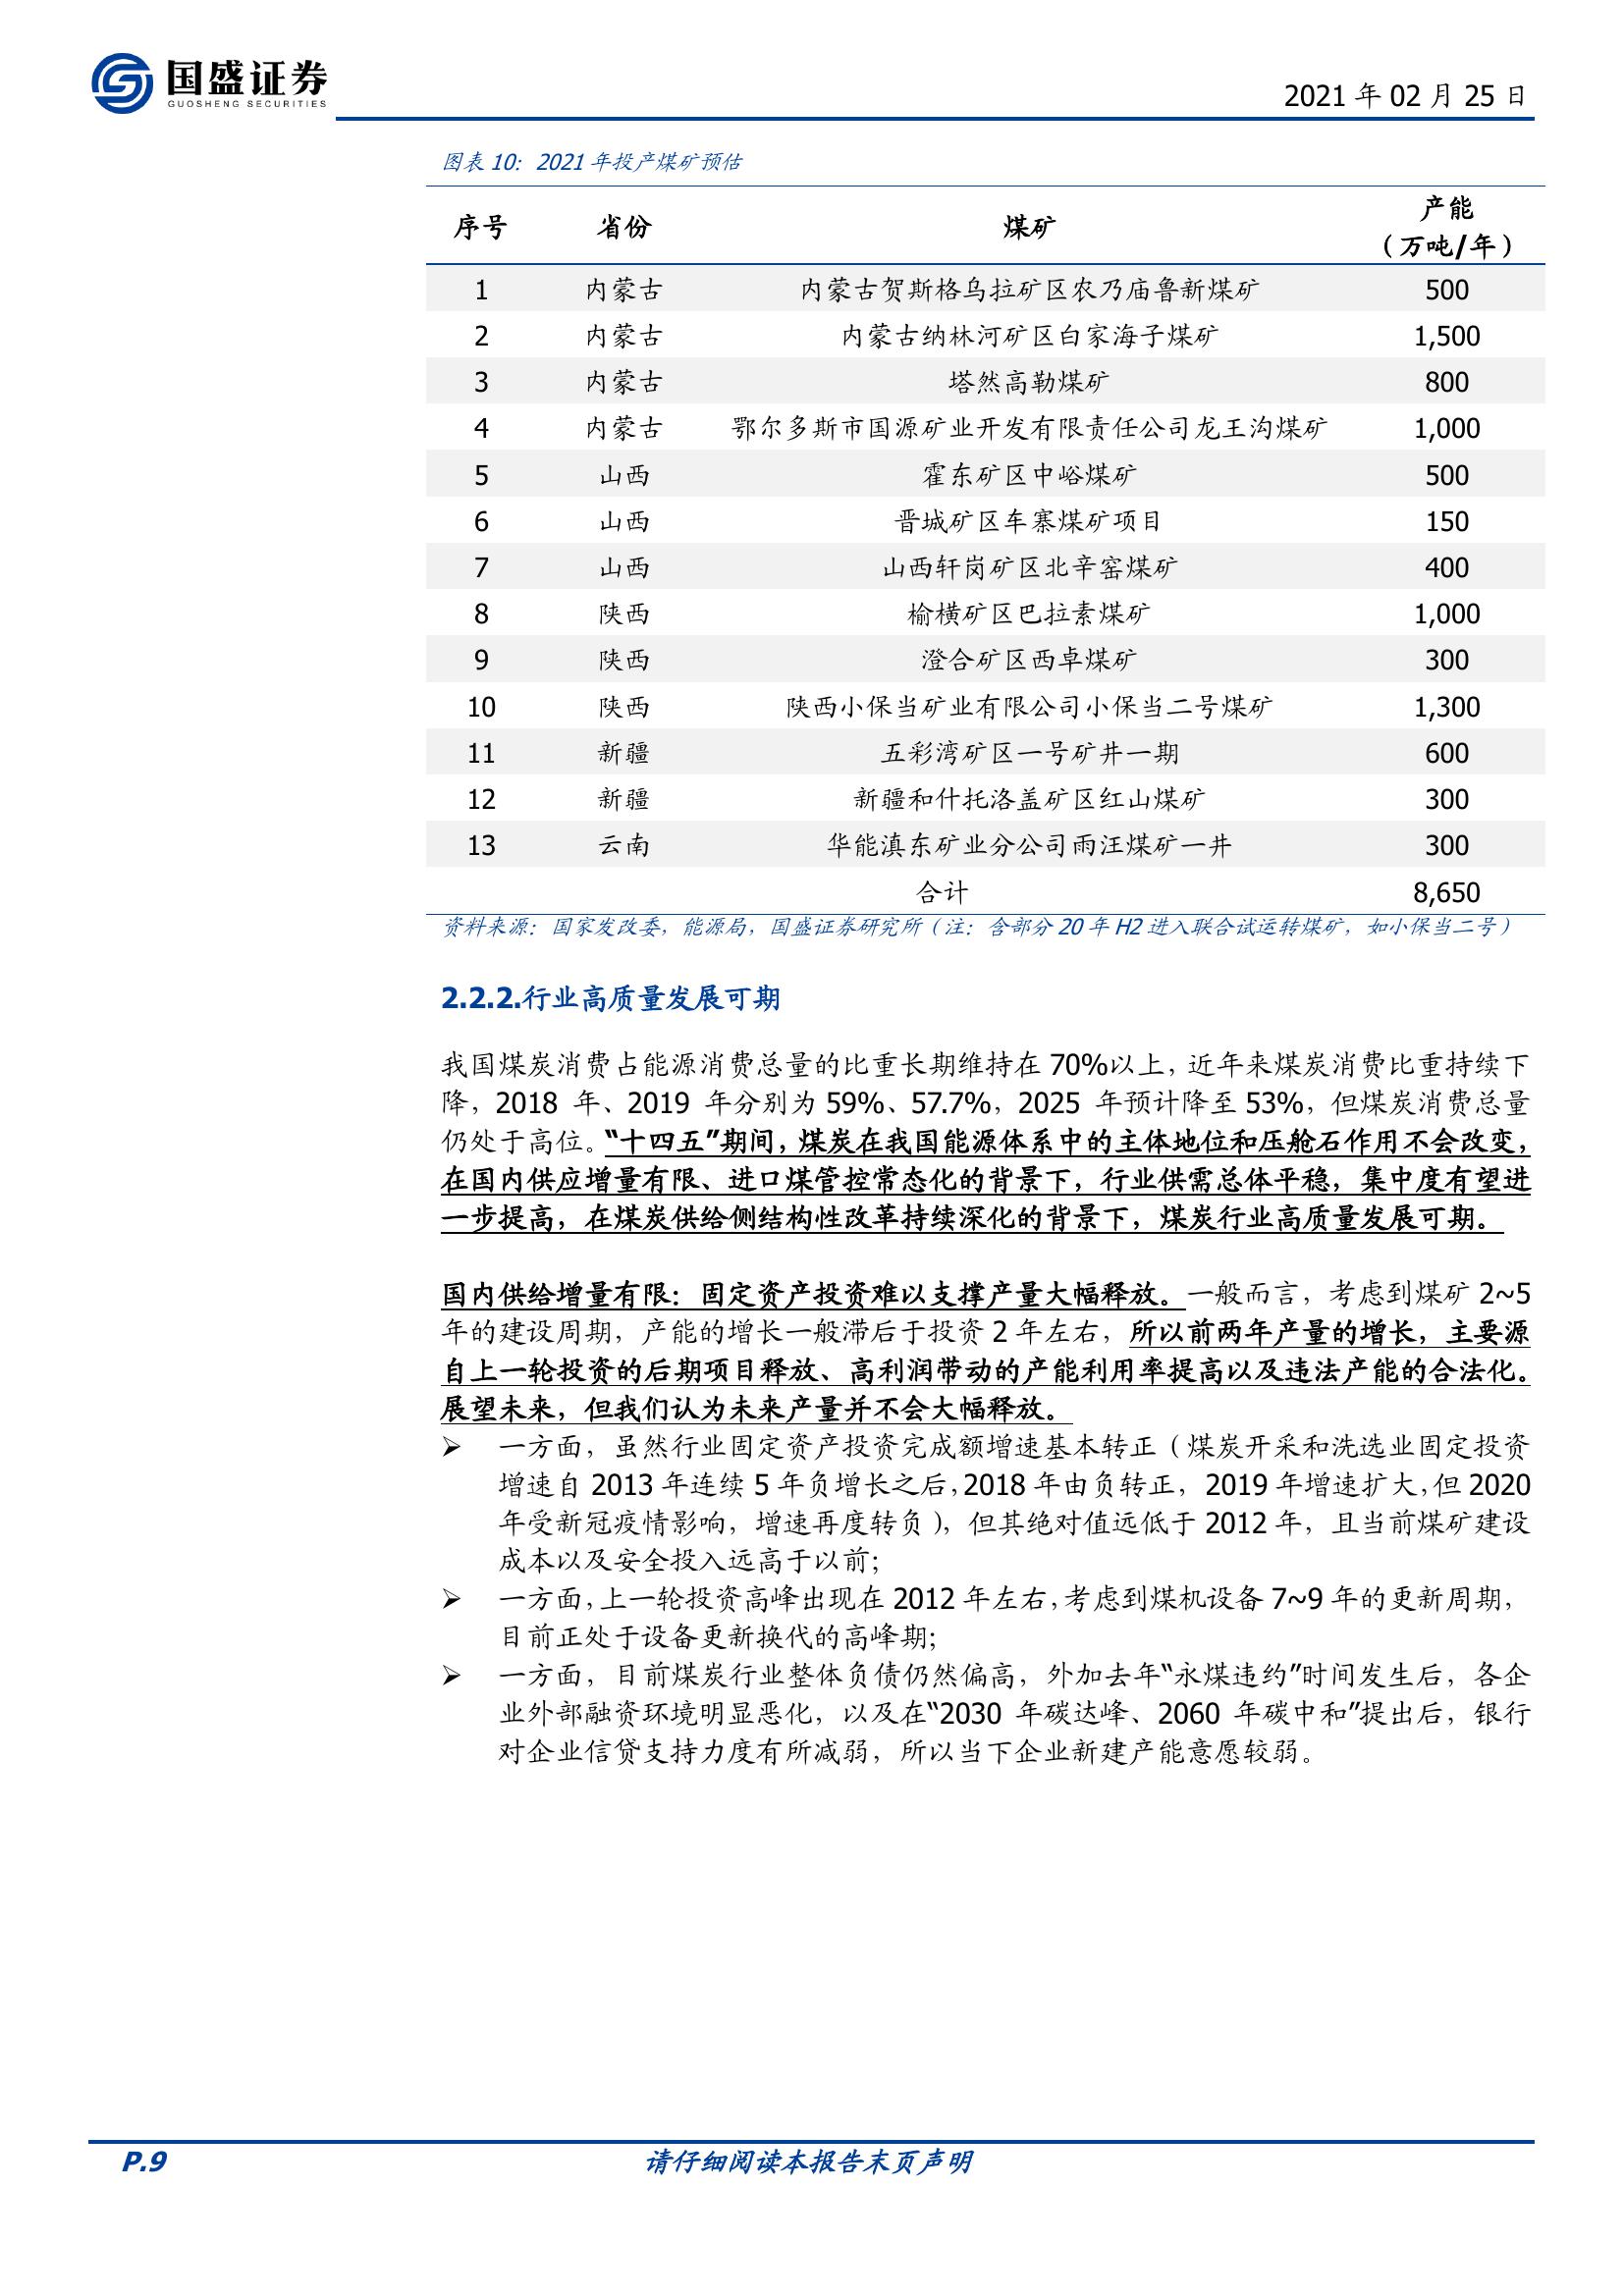 国盛证券
GUOSHENG SECURITIES
2021 年 02 月 25 日
图表 10：2021 年投产煤矿预估
序号 省份 煤矿 产能（万吨/年）
1 内蒙古 内蒙古贺斯格乌拉矿区农乃庙鲁新煤矿 500
2 内蒙古 内蒙古纳林河矿区白家海子煤矿 1,500
3 内蒙古 塔然高勒煤矿 800
4 内蒙古 鄂尔多斯市国源矿业开发有限责任公司龙王沟煤矿 1,000
5 山西 霍东矿区中峪煤矿 500
6 山西 晋城矿区车寨煤矿项目 150
7 山西 山西轩岗矿区北辛窑煤矿 400
8 陕西 榆横矿区巴拉素煤矿 1,000
9 陕西 澄合矿区西卓煤矿 300
10 陕西 陕西小保当矿业有限公司小保当二号煤矿 1,300
11 新疆 五彩湾矿区一号矿井一期 600
12 新疆 新疆和什托洛盖矿区红山煤矿 300
13 云南 华能滇东矿业分公司雨汪煤矿一井 300
合计 8,650
资料来源：国家发改委，能源局，国盛证券研究所（注：含部分 20 年 H2 进入联合试运转煤矿，如小保当二号）
2.2.2.行业高质量发展可期
我国煤炭消费占能源消费总量的比重长期维持在 70%以上，近年来煤炭消费比重持续下
降，2018 年、2019 年分别为 59%、57.7%，2025 年预计降至 53%，但煤炭消费总量
仍处于高位。“十四五”期间，煤炭在我国能源体系中的主体地位和压舱石作用不会改变，
在国内供应增量有限、进口煤管控常态化的背景下，行业供需总体平稳，集中度有望进
一步提高，在煤炭供给侧结构性改革持续深化的背景下，煤炭行业高质量发展可期。
国内供给增量有限：固定资产投资难以支撑产量大幅释放。一般而言，考虑到煤矿 2~5
年的建设周期，产能的增长一般滞后于投资 2 年左右，所以前两年产量的增长，主要源
自上一轮投资的后期项目释放、高利润带动的产能利用率提高以及违法产能的合法化。
展望未来，但我们认为未来产量并不会大幅释放。
➢ 一方面，虽然行业固定资产投资完成额增速基本转正（煤炭开采和洗选业固定投资
增速自 2013 年连续 5 年负增长之后，2018 年由负转正，2019 年增速扩大，但 2020
年受新冠疫情影响，增速再度转负），但其绝对值远低于 2012 年，且当前煤矿建设
成本以及安全投入远高于以前；
➢ 一方面，上一轮投资高峰出现在 2012 年左右，考虑到煤机设备 7~9 年的更新周期，
目前正处于设备更新换代的高峰期；
➢ 一方面，目前煤炭行业整体负债仍然偏高，外加去年“永煤违约”时间发生后，各企
业外部融资环境明显恶化，以及在“2030 年碳达峰、2060 年碳中和”提出后，银行
对企业信贷支持力度有所减弱，所以当下企业新建产能意愿较弱。
P.9 请仔细阅读本报告末页声明